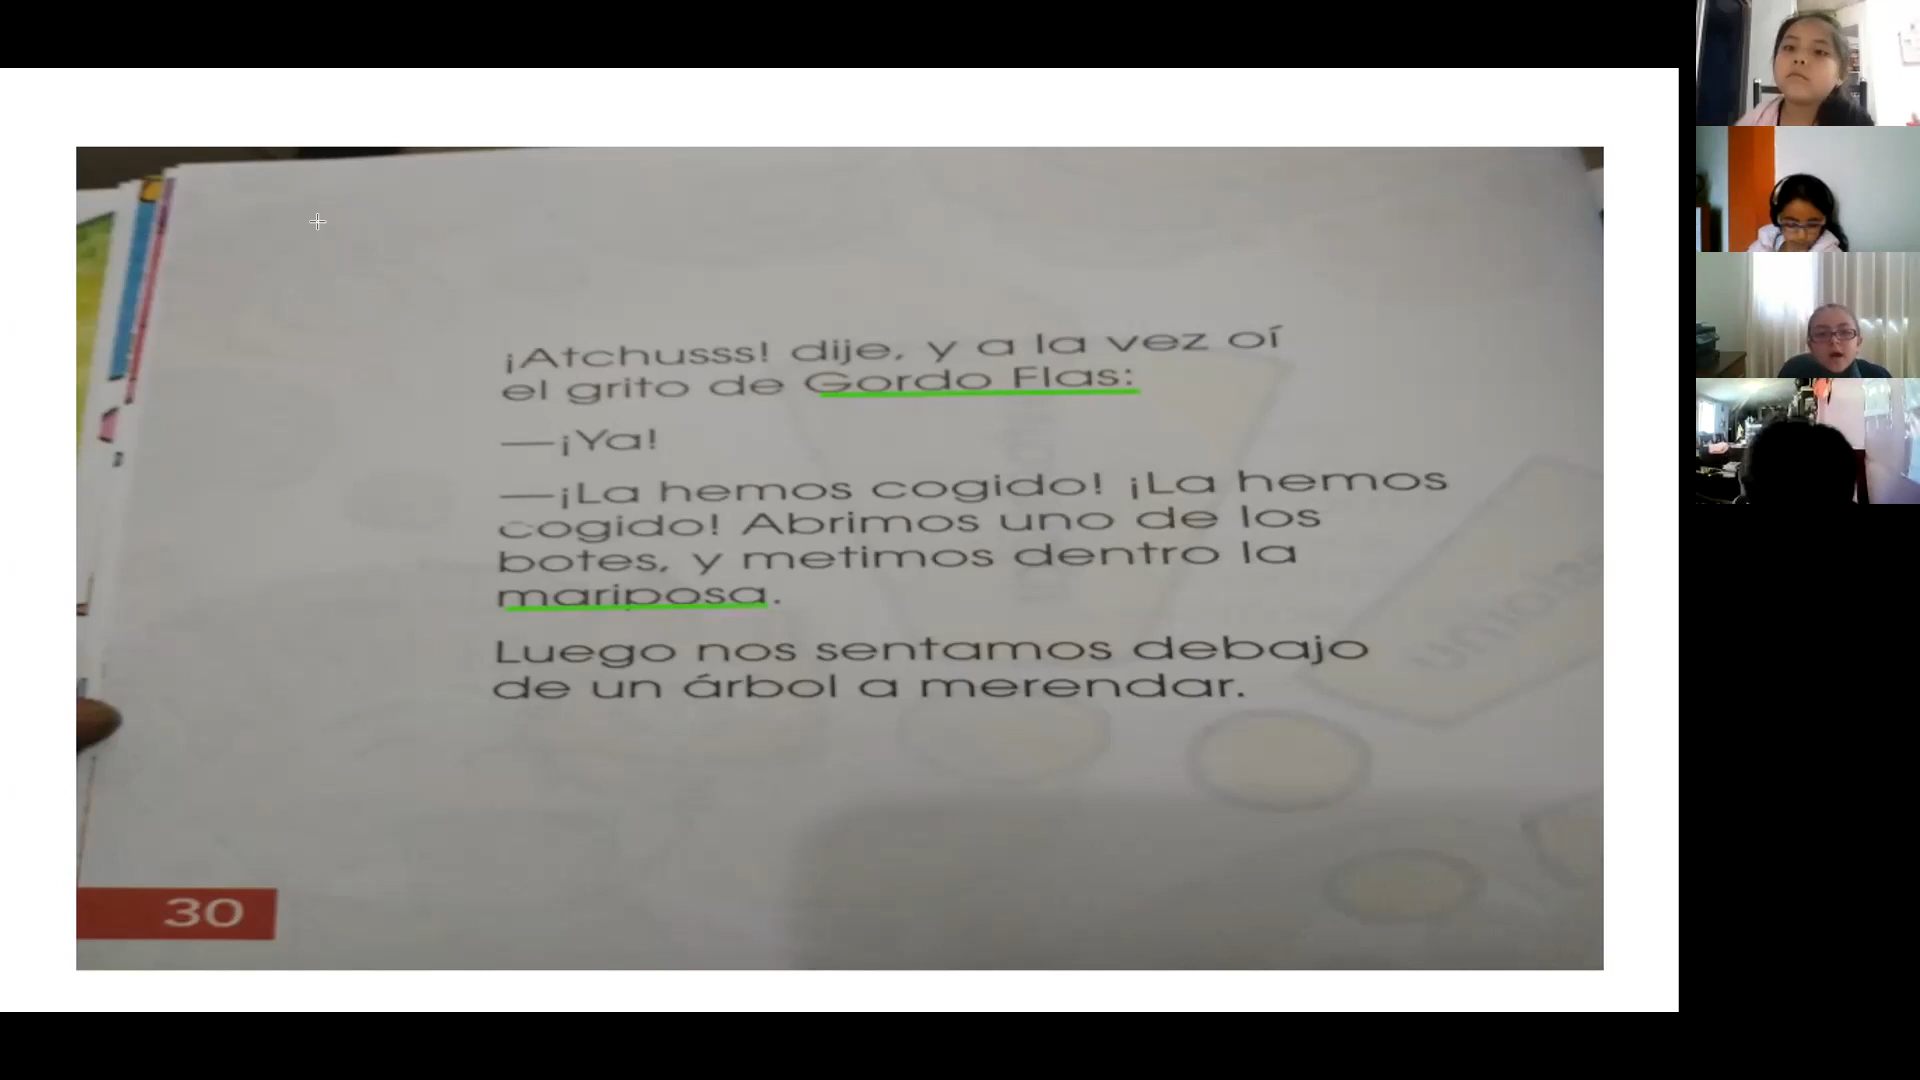 ¡Atchusss! dije, y a la vez oí
el grito de Gordo Flas:
—¡Ya!
—¡La hemos cogido! ¡La hemos
cogido! Abrimos uno de los
botes, y metimos dentro la
mariposa.
Luego nos sentamos debajo
de un árbol a merendar.
30